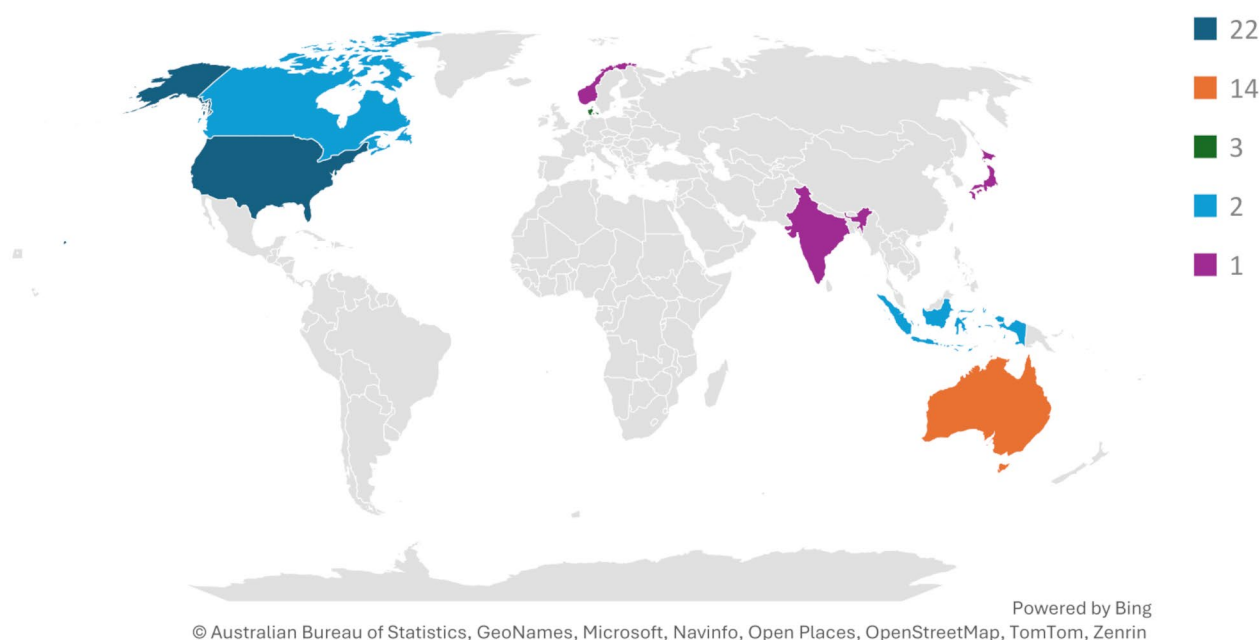 22
14
3
2
1
Powered by Bing
© Australian Bureau of Statistics, GeoNames, Microsoft, Navinfo, Open Places, OpenStreetMap, TomTom, Zenrin